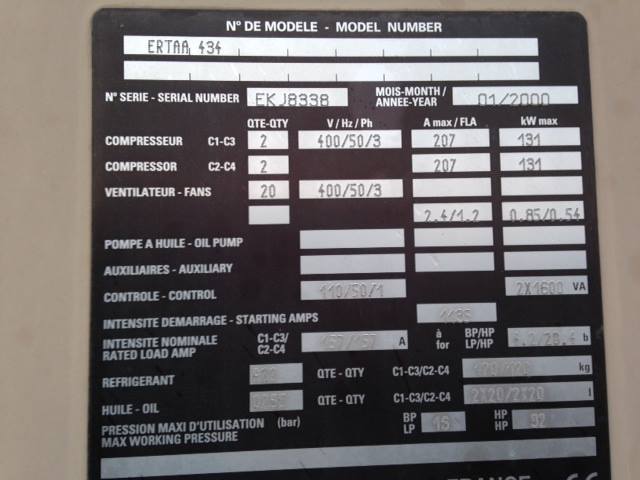 N° DE MODELE - MODEL NUMBER
ERTAA 434
N° SERIE - SERIAL NUMBER EKJ8338 MOIS-MONTH / ANNEE-YEAR 01/2000
QTE-QTY V / Hz / Ph A max / FLA kW max
COMPRESSEUR C1-C3 2 400/50/3 207 131
COMPRESSOR C2-C4 2 207 131
VENTILATEUR - FANS 20 400/50/3
2.4/1.2 0.85/0.54
POMPE A HUILE - OIL PUMP
AUXILIAIRES - AUXILIARY
CONTROLE - CONTROL 110/50/1 2X1600 VA
INTENSITE DEMARRAGE - STARTING AMPS
INTENSITE NOMINALE C1-C3/ A à BP/HP b
RATED LOAD AMP C2-C4 for LP/HP
REFRIGERANT QTE - QTY C1-C3/C2-C4 kg
HUILE - OIL QTE - QTY C1-C3/C2-C4 l
PRESSION MAXI D'UTILISATION (bar) BP HP
MAX WORKING PRESSURE LP HP
FRANCE